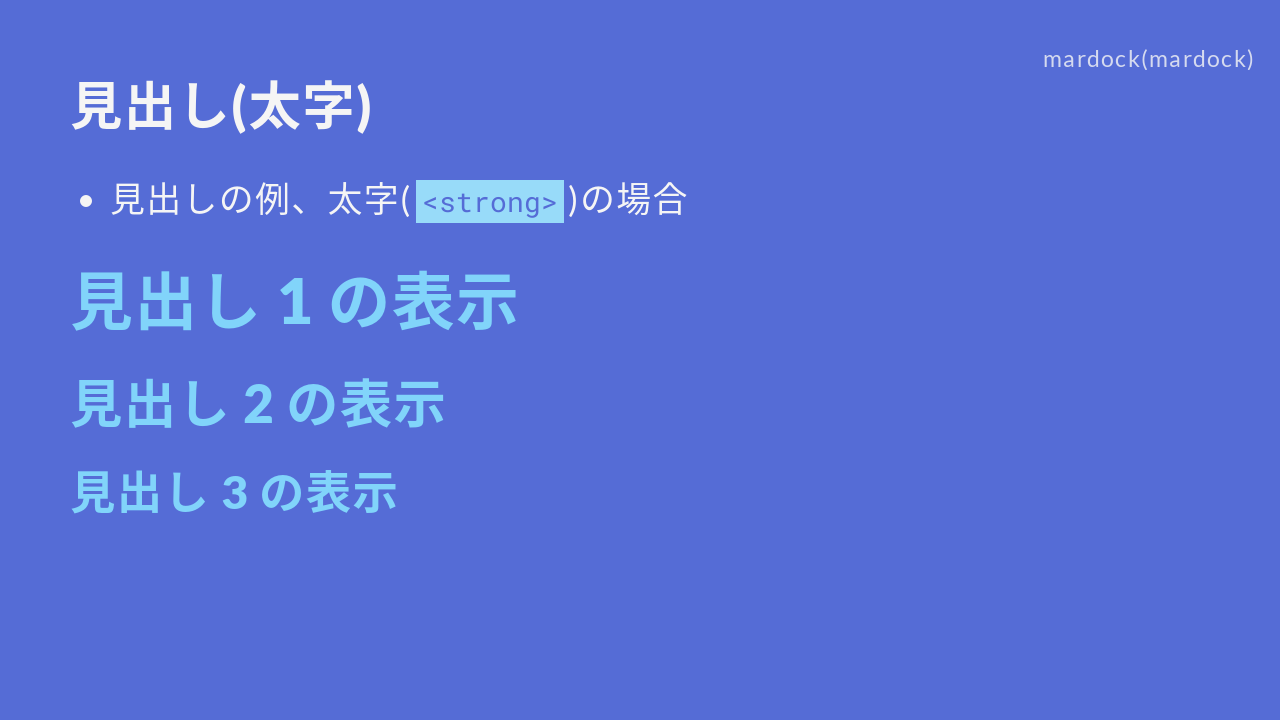 mardock(mardock)
見出し(太字)
• 見出しの例、太字(<strong>)の場合
見出し 1 の表示
見出し 2 の表示
見出し 3 の表示